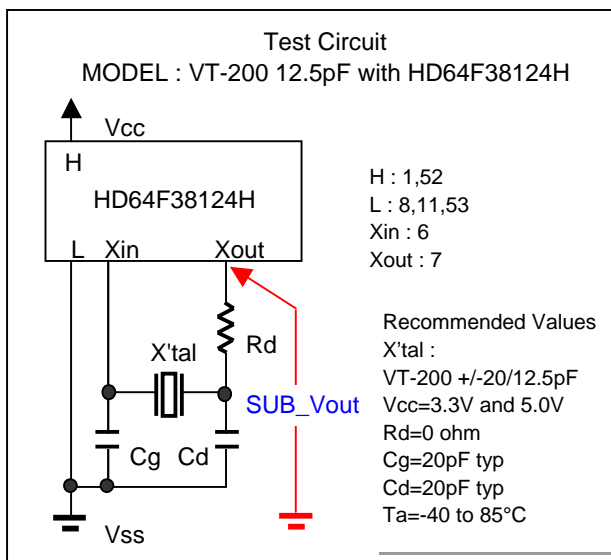 Test Circuit
MODEL : VT-200 12.5pF with HD64F38124H
Vcc
H
HD64F38124H
L Xin Xout
X'tal
Rd
SUB_Vout
Cg Cd
Vss
H : 1,52
L : 8,11,53
Xin : 6
Xout : 7
Recommended Values
X'tal :
VT-200 +/-20/12.5pF
Vcc=3.3V and 5.0V
Rd=0 ohm
Cg=20pF typ
Cd=20pF typ
Ta=-40 to 85°C